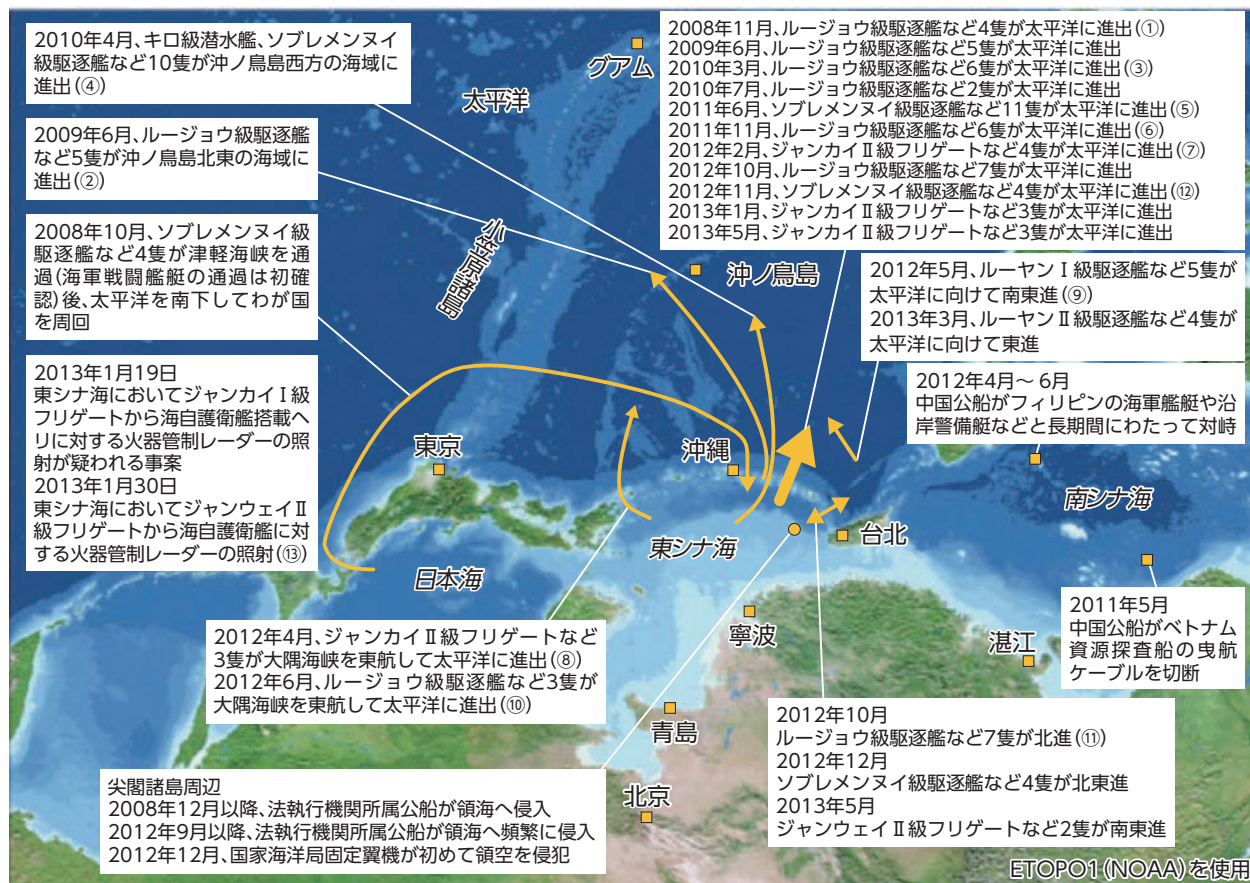 2010年4月、キロ級潜水艦、ソブレメンヌイ
級駆逐艦など10隻が沖ノ鳥島西方の海域に
進出(④)
2009年6月、ルージョウ級駆逐艦
など5隻が沖ノ鳥島北東の海域に
進出(②)
2008年10月、ソブレメンヌイ級
駆逐艦など4隻が津軽海峡を通
過(海軍戦闘艦艇の通過は初確
認)後、太平洋を南下してわが国
を周回
2013年1月19日
東シナ海においてジャンカイⅠ級
フリゲートから海自護衛艦搭載ヘ
リに対する火器管制レーダーの照
射が疑われる事案
2013年1月30日
東シナ海においてジャンウェイⅡ
級フリゲートから海自護衛艦に対
する火器管制レーダーの照射(⑬)
グアム
太平洋
小笠原諸島
沖ノ鳥島
2008年11月、ルージョウ級駆逐艦など4隻が太平洋に進出(①)
2009年6月、ルージョウ級駆逐艦など5隻が太平洋に進出
2010年3月、ルージョウ級駆逐艦など6隻が太平洋に進出(③)
2010年7月、ルージョウ級駆逐艦など2隻が太平洋に進出
2011年6月、ソブレメンヌイ級駆逐艦など11隻が太平洋に進出(⑤)
2011年11月、ルージョウ級駆逐艦など6隻が太平洋に進出(⑥)
2012年2月、ジャンカイⅡ級フリゲートなど4隻が太平洋に進出(⑦)
2012年10月、ルージョウ級駆逐艦など7隻が太平洋に進出
2012年11月、ソブレメンヌイ級駆逐艦など4隻が太平洋に進出(⑫)
2013年1月、ジャンカイⅡ級フリゲートなど3隻が太平洋に進出
2013年5月、ジャンカイⅡ級フリゲートなど3隻が太平洋に進出
2012年5月、ルーヤンⅠ級駆逐艦など5隻が
太平洋に向けて南東進(⑨)
2013年3月、ルーヤンⅡ級駆逐艦など4隻が
太平洋に向けて東進
2012年4月～6月
中国公船がフィリピンの海軍艦艇や沿
岸警備艇などと長期間にわたって対峙
東京
沖縄
南シナ海
東シナ海
台北
日本海
寧波
湛江
2011年5月
中国公船がベトナム
資源探査船の曳航
ケーブルを切断
2012年4月、ジャンカイⅡ級フリゲートなど
3隻が大隅海峡を東航して太平洋に進出(⑧)
2012年6月、ルージョウ級駆逐艦など3隻が
大隅海峡を東航して太平洋に進出(⑩)
青島
2012年10月
ルージョウ級駆逐艦など7隻が北進(⑪)
2012年12月
ソブレメンヌイ級駆逐艦など4隻が北東進
2013年5月
ジャンウェイⅡ級フリゲートなど2隻が南東進
尖閣諸島周辺
2008年12月以降、法執行機関所属公船が領海へ侵入
2012年9月以降、法執行機関所属公船が領海へ頻繁に侵入
2012年12月、国家海洋局固定翼機が初めて領空を侵犯
北京
ETOPO1(NOAA)を使用